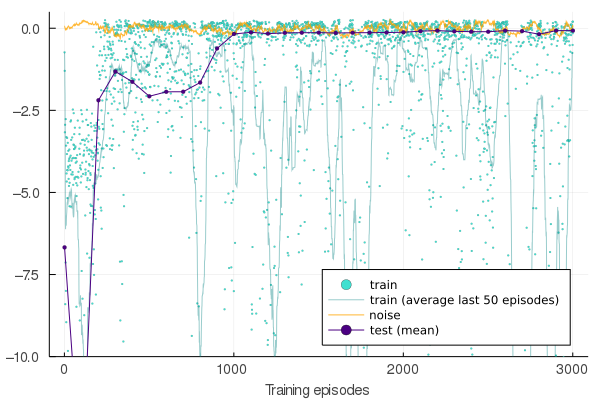 0.0
−2.5
−5.0
−7.5
−10.0
train
train (average last 50 episodes)
noise
test (mean)
0
1000
2000
3000
Training episodes